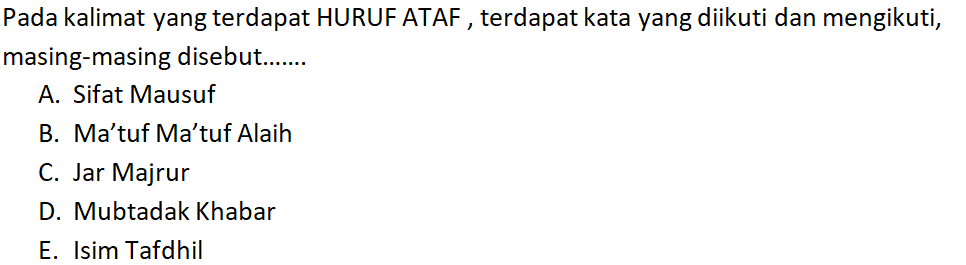 Pada kalimat yang terdapat HURUF ATAF , terdapat kata yang diikuti dan mengikuti,
masing-masing disebut.......
A. Sifat Mausuf
B. Ma’tuf Ma’tuf Alaih
C. Jar Majrur
D. Mubtadak Khabar
E. Isim Tafdhil